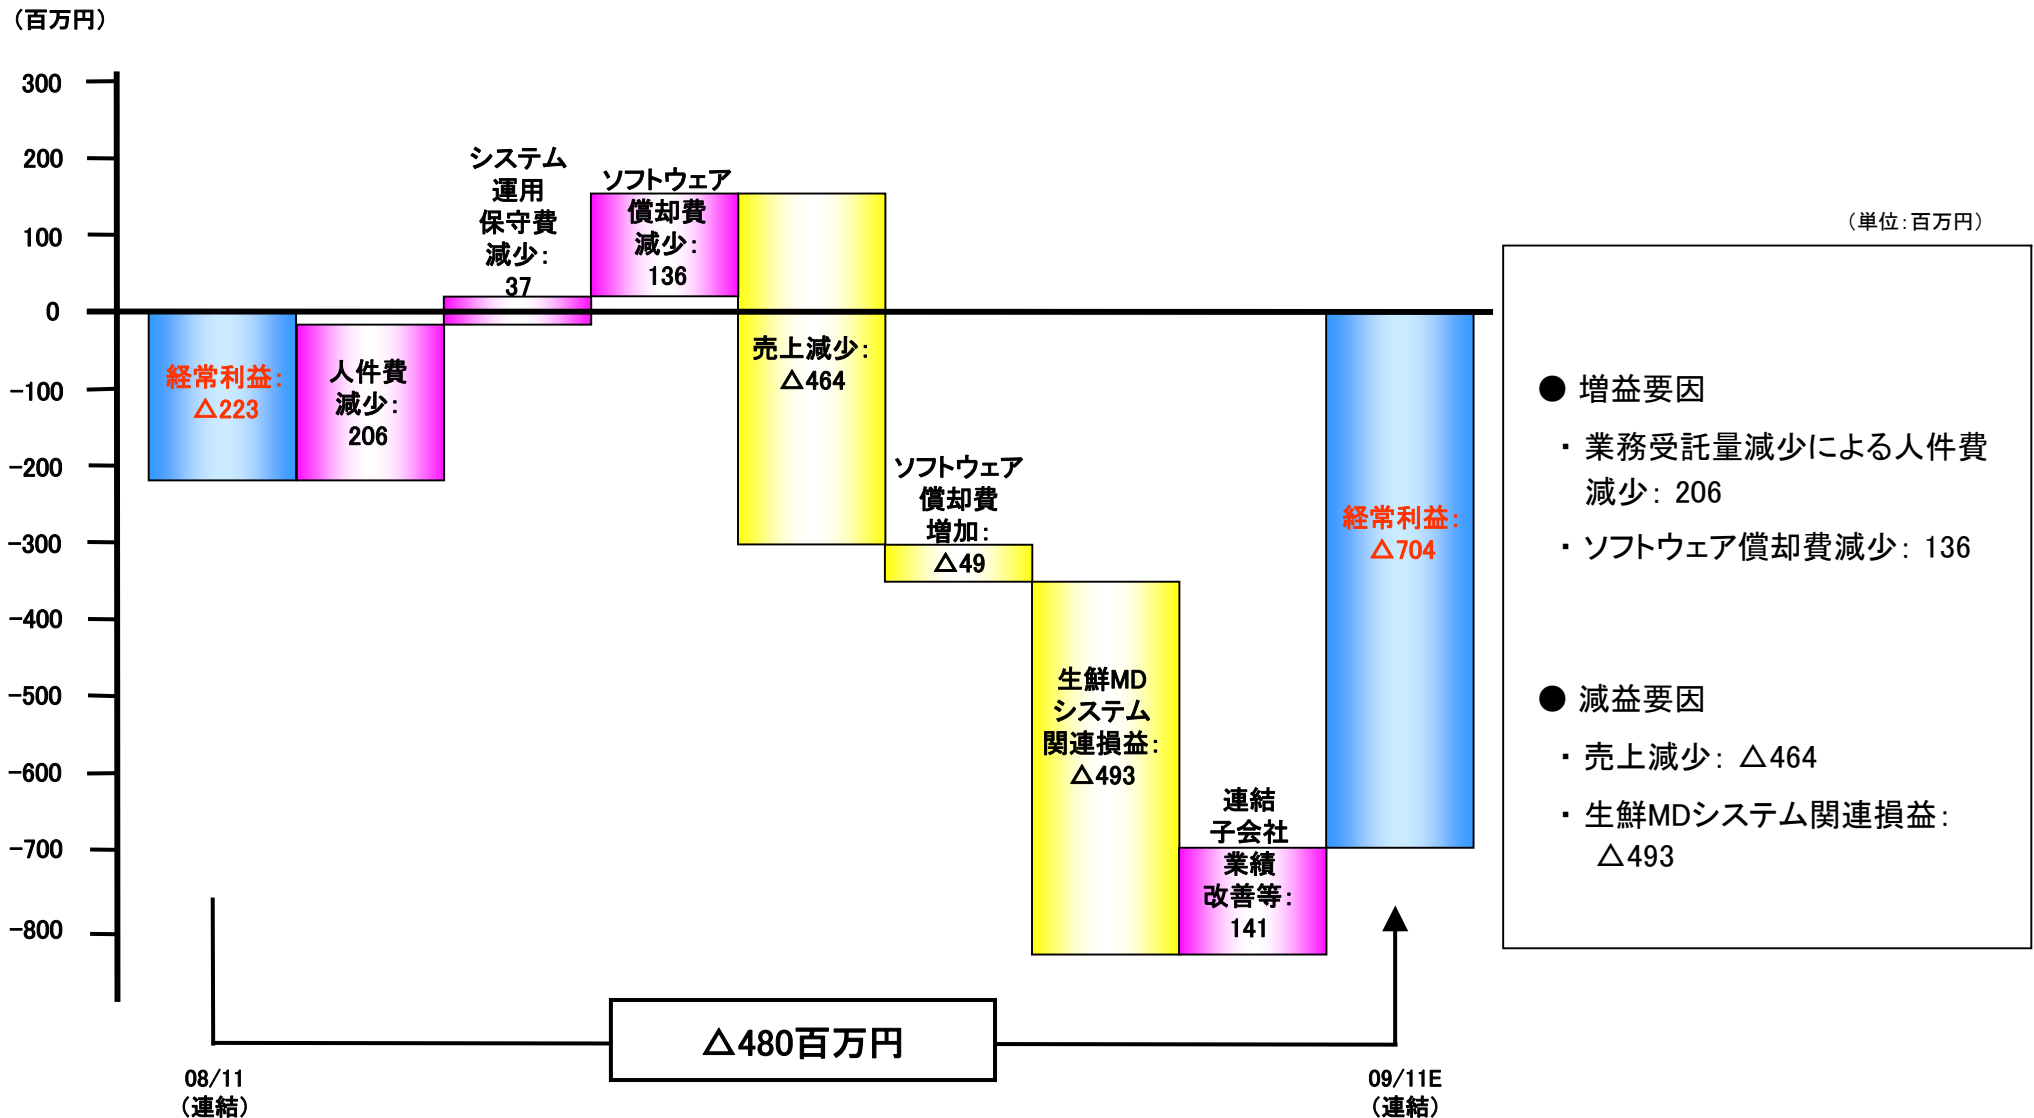 （百万円）
300
200
100
0
-100
-200
-300
-400
-500
-600
-700
-800
経常利益：
△223
人件費
減少：
206
システム
運用
保守費
減少：
37
ソフトウェア
償却費
減少：
136
売上減少：
△464
ソフトウェア
償却費
増加：
△49
生鮮MD
システム
関連損益：
△493
連結
子会社
業績
改善等：
141
経常利益：
△704
△480百万円
08/11
（連結）
09/11E
（連結）
（単位：百万円）
● 増益要因
・ 業務受託量減少による人件費
減少： 206
・ ソフトウェア償却費減少： 136
● 減益要因
・ 売上減少： △464
・ 生鮮MDシステム関連損益：
△493